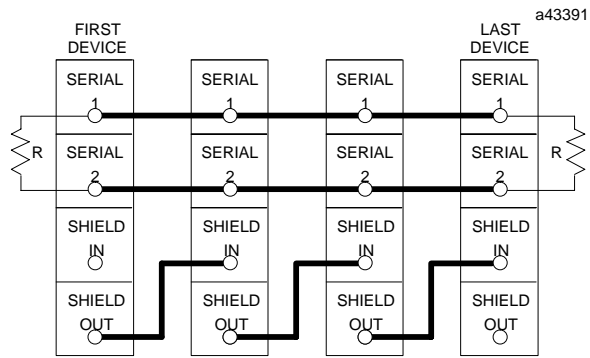 a43391
FIRST
DEVICE
LAST
DEVICE
SERIAL
1
SERIAL
1
SERIAL
1
SERIAL
1
R
SERIAL
2
SERIAL
2
SERIAL
2
SERIAL
2
R
SHIELD
IN
SHIELD
IN
SHIELD
IN
SHIELD
IN
SHIELD
OUT
SHIELD
OUT
SHIELD
OUT
SHIELD
OUT